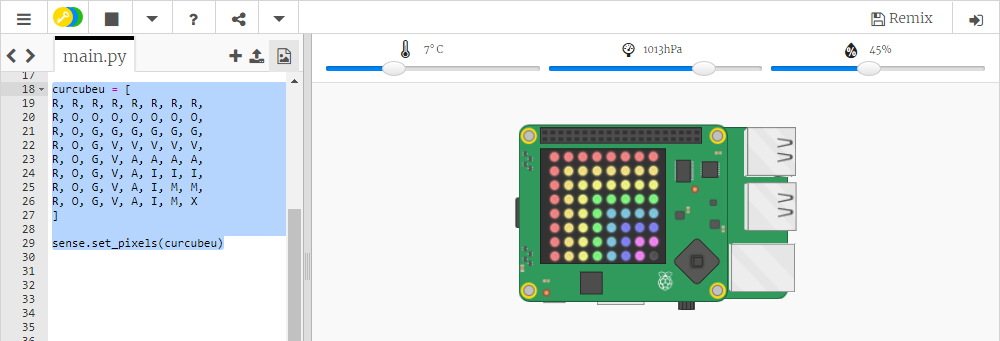 ? Remix
main.py 7° C 1013hPa 45%
17
18 curcubeu = [
19 R, R, R, R, R, R, R, R,
20 R, O, O, O, O, O, O, O,
21 R, O, G, G, G, G, G, G,
22 R, O, G, V, V, V, V, V,
23 R, O, G, V, A, A, A, A,
24 R, O, G, V, A, I, I, I,
25 R, O, G, V, A, I, M, M,
26 R, O, G, V, A, I, M, X
27 ]
28
29 sense.set_pixels(curcubeu)
30
31
32
33
34
35
36